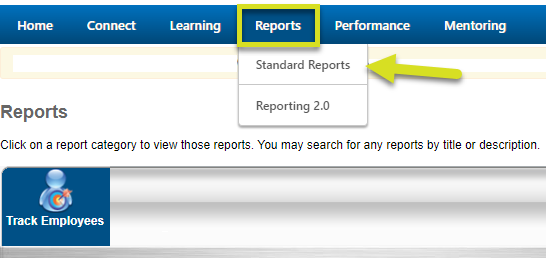 Home Connect Learning Reports Performance Mentoring
Standard Reports
Reporting 2.0
Reports
Click on a report category to view those reports. You may search for any reports by title or description.
Track Employees